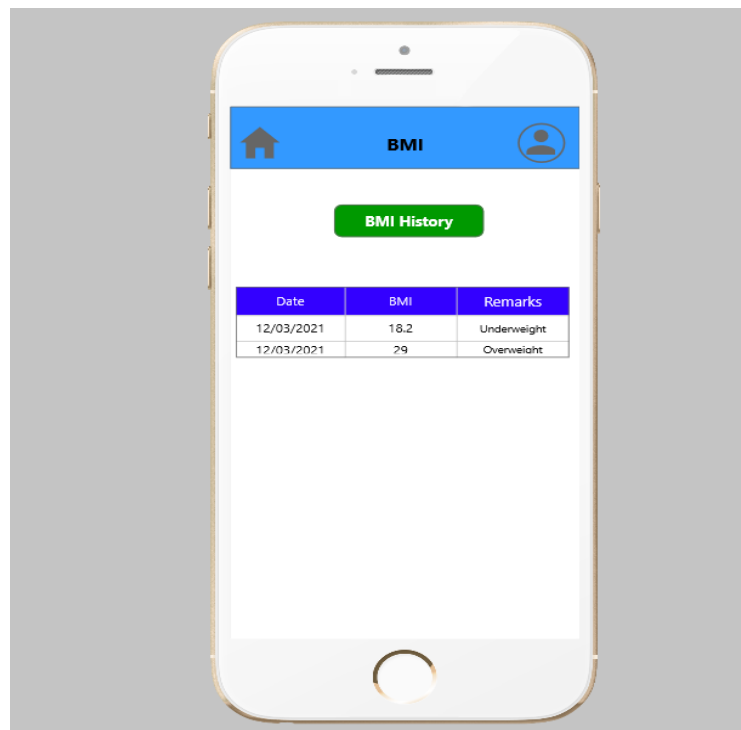 BMI
BMI History
Date BMI Remarks
12/03/2021 18.2 Underweight
12/03/2021 29 Overweight